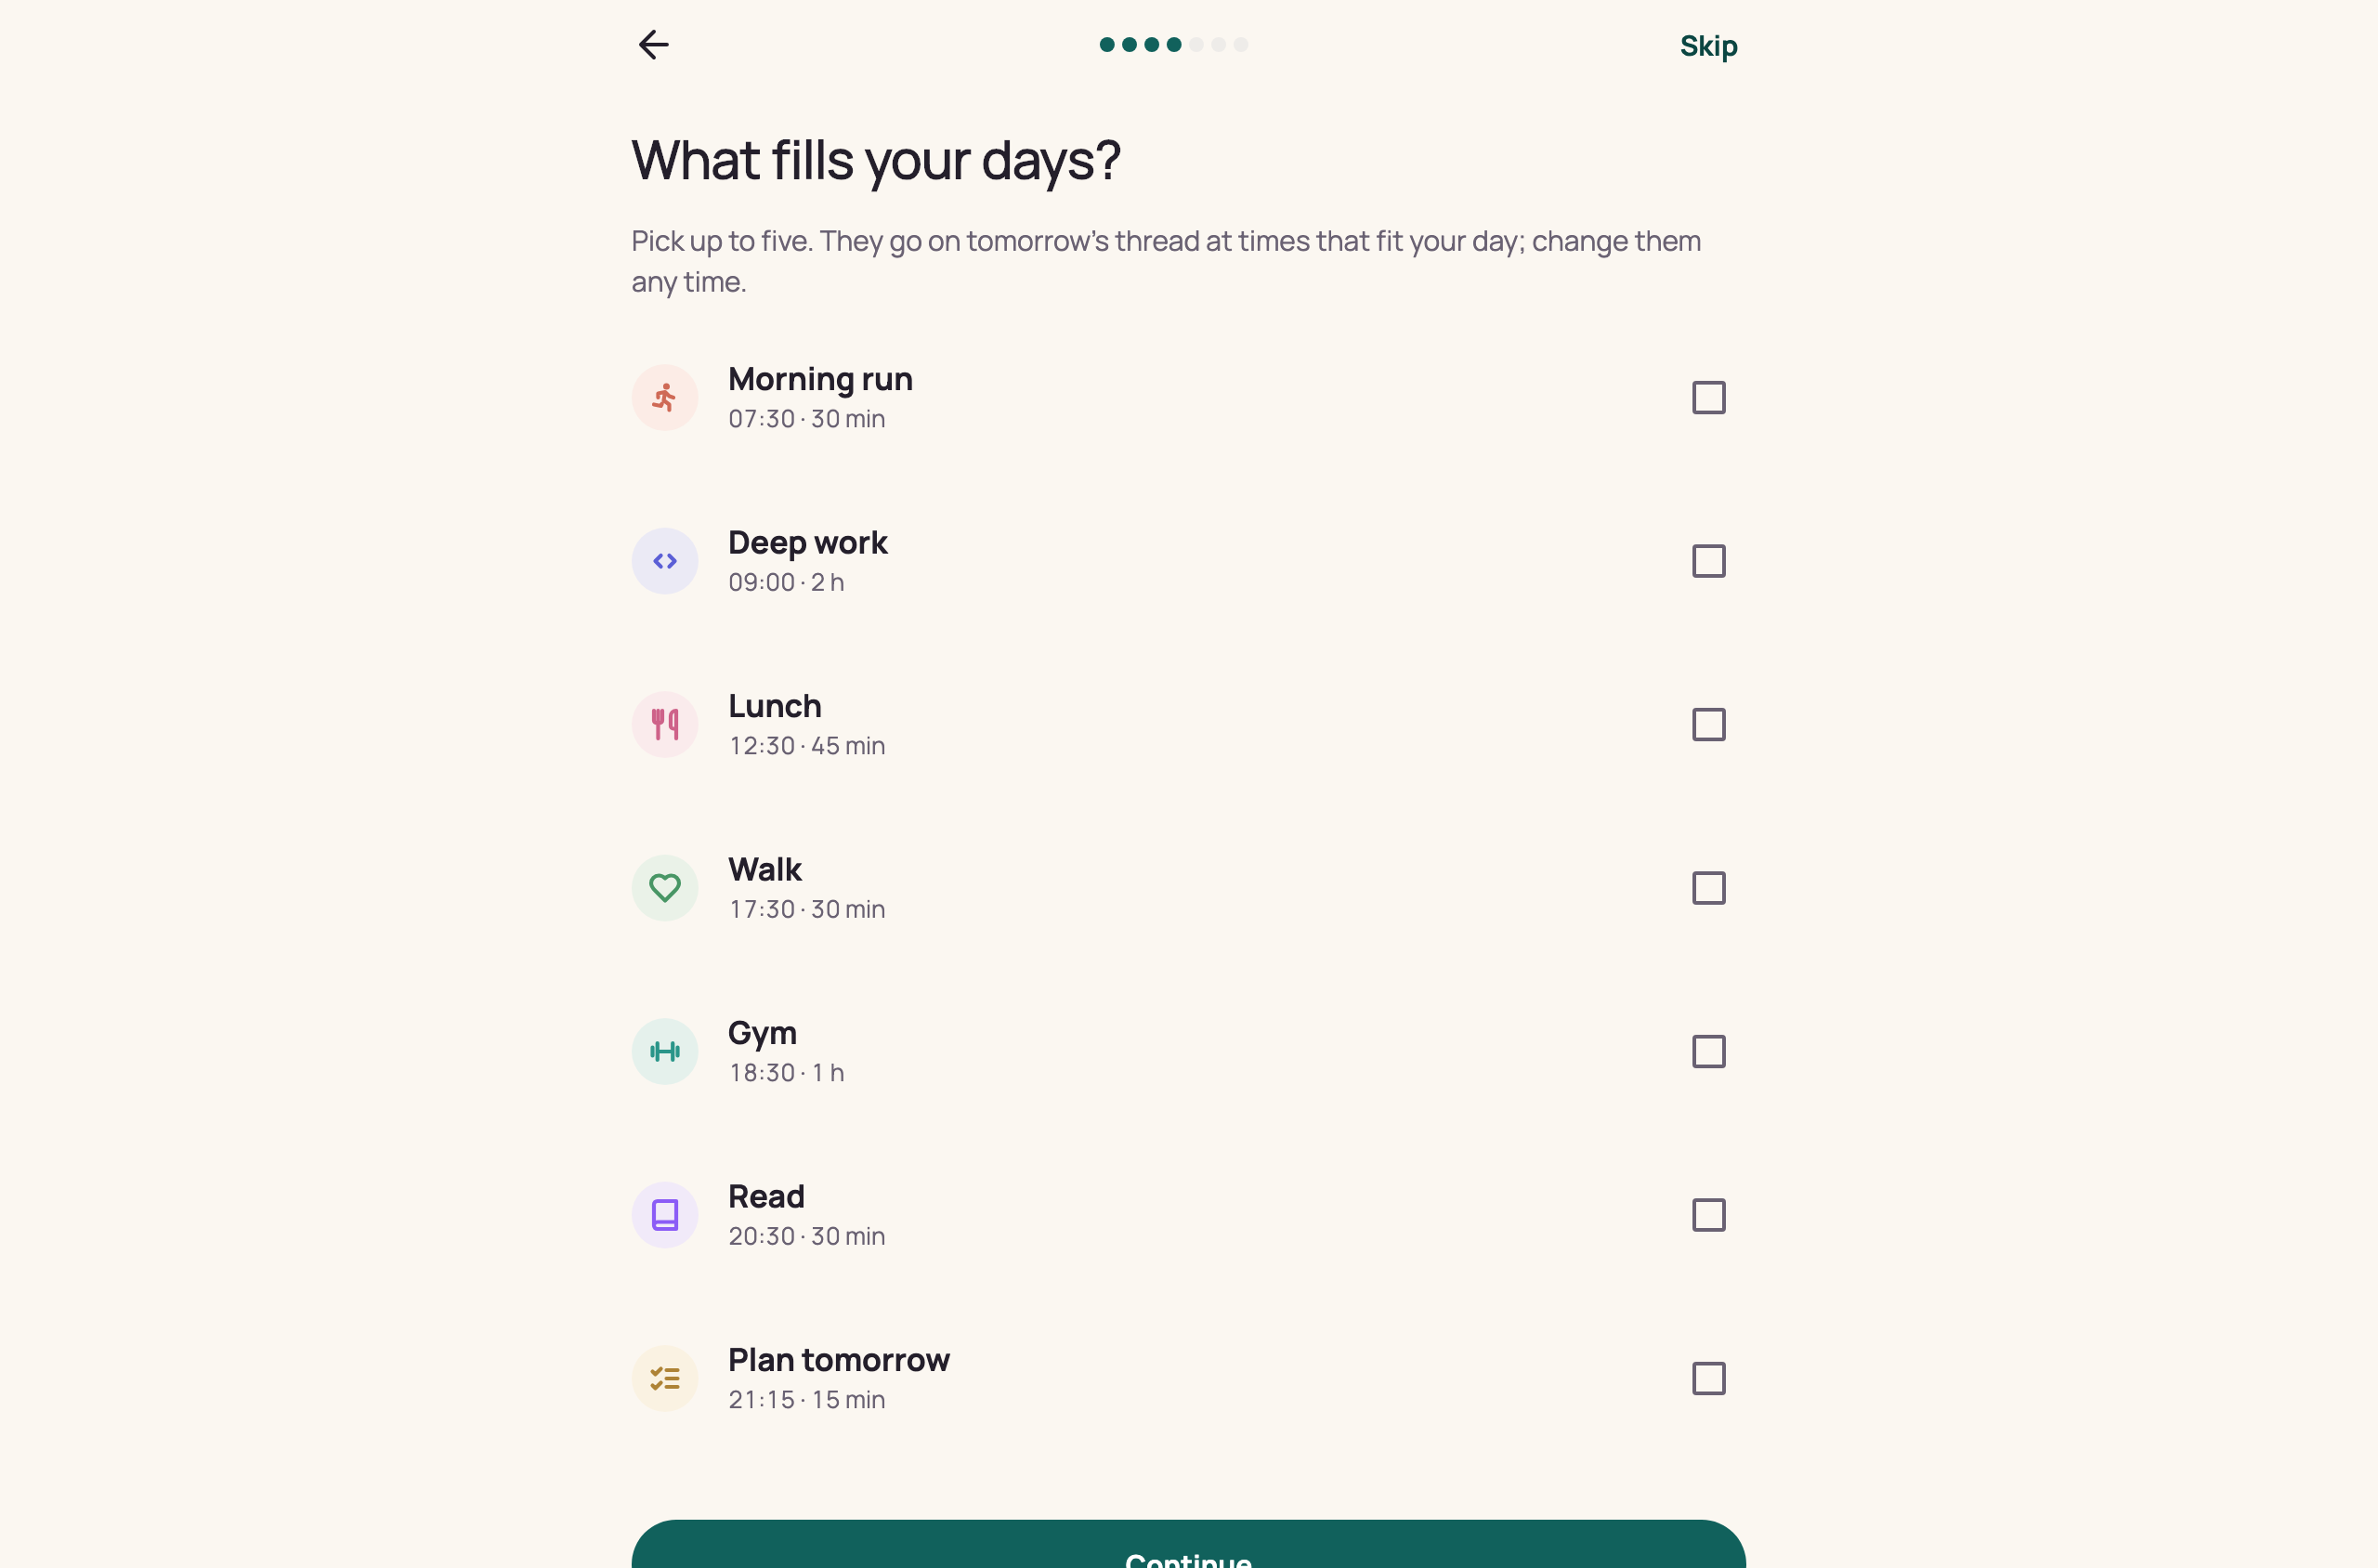 Skip
What fills your days?
Pick up to five. They go on tomorrow’s thread at times that fit your day; change them
any time.
Morning run
07:30 · 30 min
Deep work
09:00 · 2 h
Lunch
12:30 · 45 min
Walk
17:30 · 30 min
Gym
18:30 · 1 h
Read
20:30 · 30 min
Plan tomorrow
21:15 · 15 min
Continue